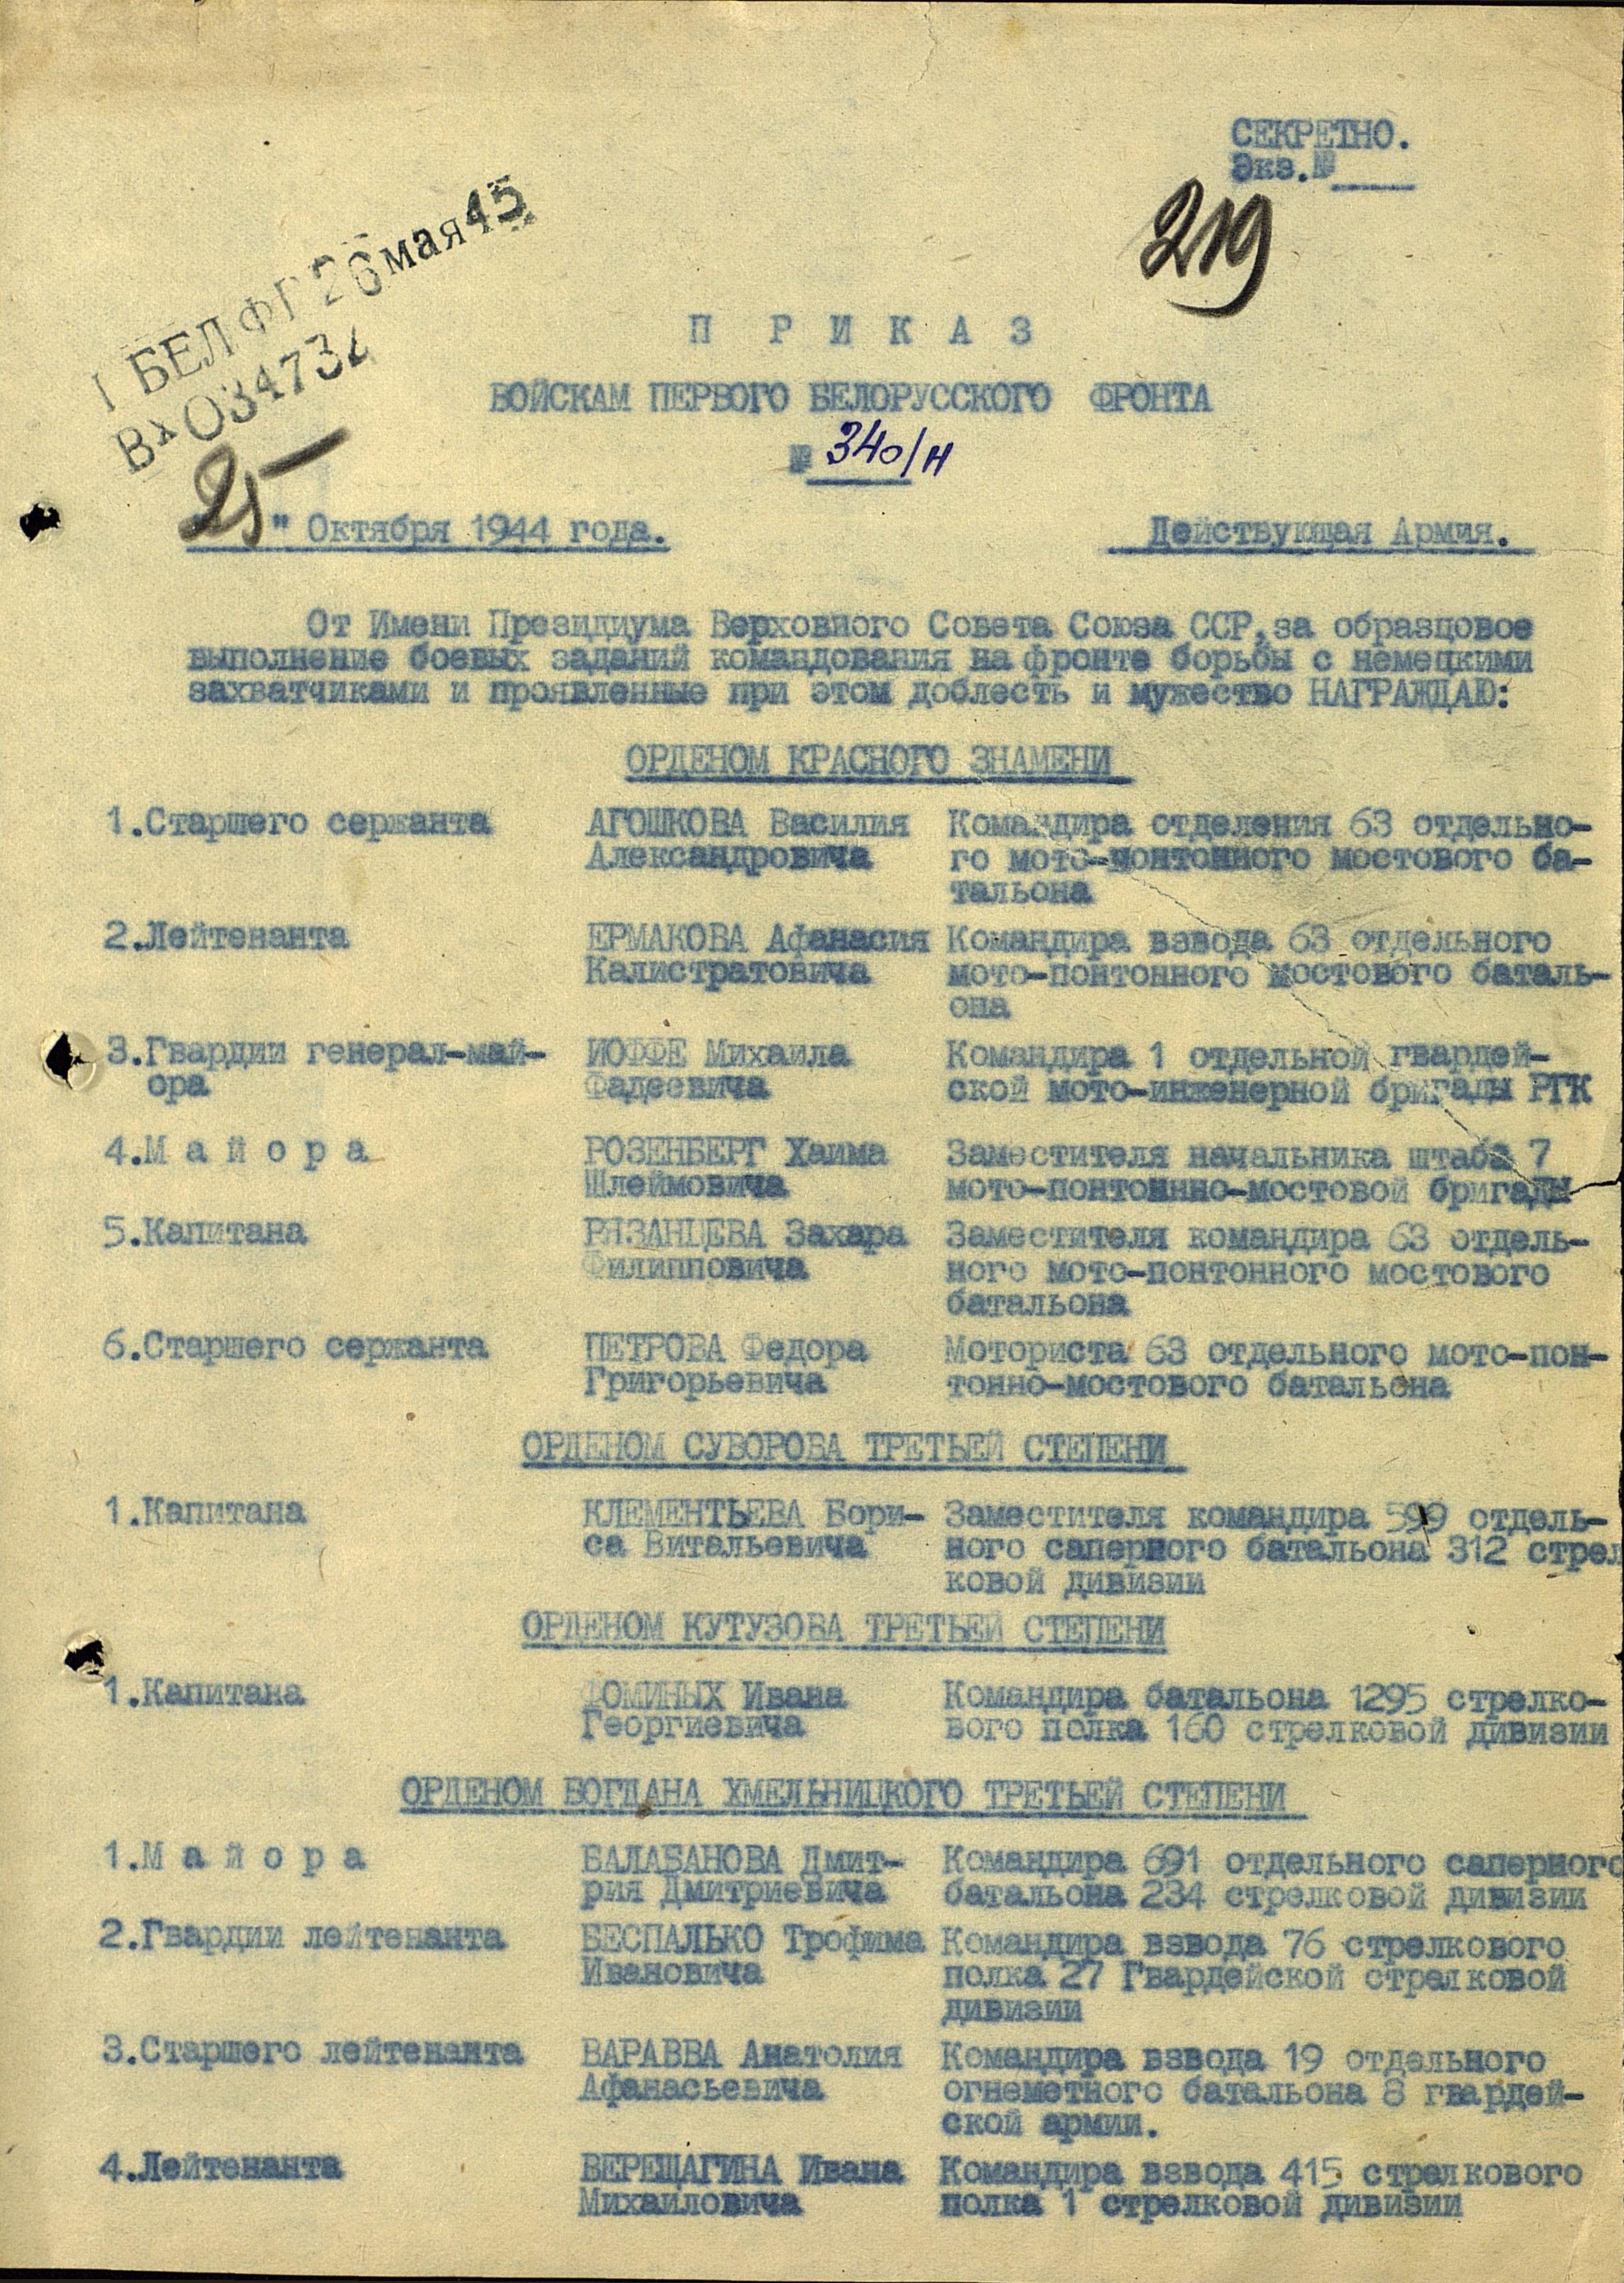 СЕКРЕТНО.
Экз.№
219
I БЕЛ ФГ 26 мая 45
Вх 034732
П Р И К А З
ВОЙСКАМ ПЕРВОГО БЕЛОРУССКОГО ФРОНТА
№ 340/н
25 " Октября 1944 года. Действующая Армия.
От Имени Президиума Верховного Совета Союза ССР, за образцовое
выполнение боевых заданий командования на фронте борьбы с немецкими
захватчиками и проявленные при этом доблесть и мужество НАГРАЖДАЮ:
ОРДЕНОМ КРАСНОГО ЗНАМЕНИ
1.Старшего сержанта АГОШКОВА Василия Командира отделения 63 отдельно-
Александровича го мото-понтонного мостового ба-
тальона
2.Лейтенанта ЕРМАКОВА Афанасия Командира взвода 63 отдельного
Калистратовича мото-понтонного мостового баталь-
она
3.Гвардии генерал-май- ИОФФЕ Михаила Командира 1 отдельной гвардей-
ора Фадеевича ской мото-инженерной бригады РГК
4.М а й о р а РОЗЕНБЕРГ Хаима Заместителя начальника штаба 7
Шлеймовича мото-понтоннно-мостовой бригады
5.Капитана РЯЗАНЦЕВА Захара Заместителя командира 63 отдель-
Филипповича ного мото-понтонного мостового
батальона
6.Старшего сержанта ПЕТРОВА Федора Моториста 63 отдельного мото-пон-
Григорьевича тонно-мостового батальона
ОРДЕНОМ СУВОРОВА ТРЕТЬЕЙ СТЕПЕНИ
1.Капитана КЛЕМЕНТЬЕВА Бори- Заместителя командира 599 отдель-
са Витальевича ного саперного батальона 312 стрел
ковой дивизии
ОРДЕНОМ КУТУЗОВА ТРЕТЬЕЙ СТЕПЕНИ
1.Капитана ФОМИНЫХ Ивана Командира батальона 1295 стрелко-
Георгиевича вого полка 160 стрелковой дивизии
ОРДЕНОМ БОГДАНА ХМЕЛЬНИЦКОГО ТРЕТЬЕЙ СТЕПЕНИ
1.М а й о р а БАЛАБАНОВА Дмит- Командира 691 отдельного саперного
рия Дмитриевича батальона 234 стрелковой дивизии
2.Гвардии лейтенанта БЕСПАЛЬКО Трофима Командира взвода 76 стрелкового
Ивановича полка 27 Гвардейской стрелковой
дивизии
3.Старшего лейтенанта ВАРАВВА Анатолия Командира взвода 19 отдельного
Афанасьевича огнеметного батальона 8 гвардей-
ской армии.
4.Лейтенанта ВЕРЕЩАГИНА Ивана Командира взвода 415 стрелкового
Михаиловича полка 1 стрелковой дивизии